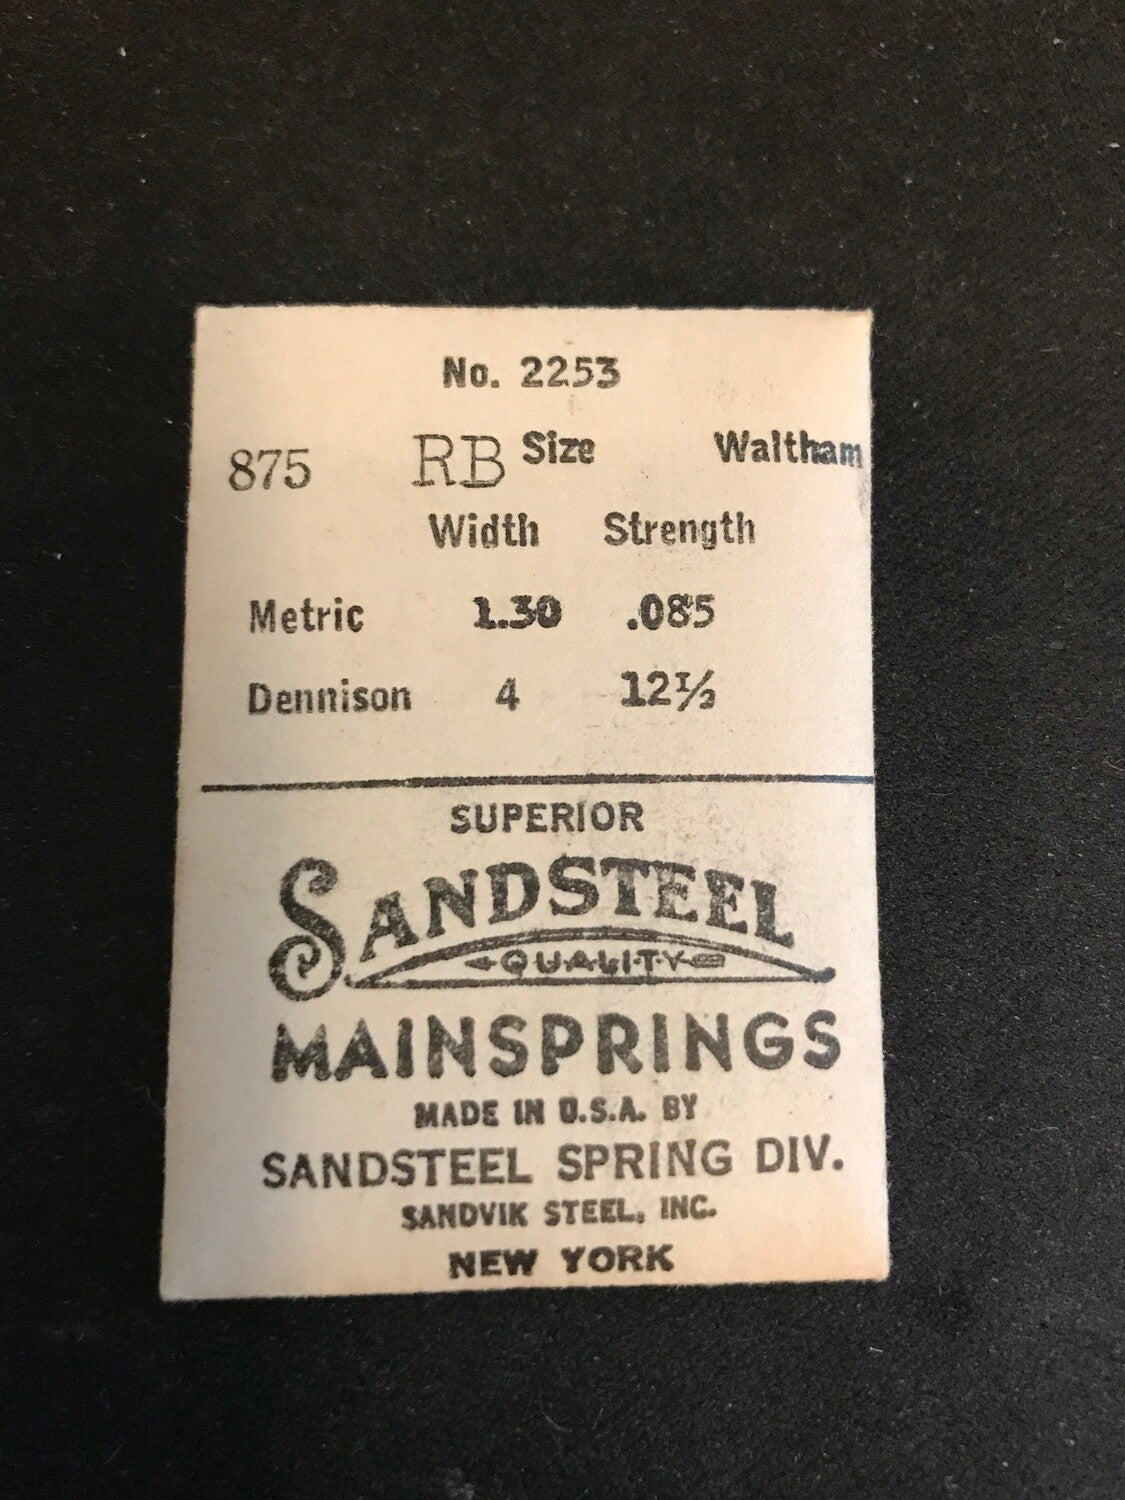 No. 2253
875 RB Size Waltham
Width Strength
Metric 1.30 .085
Dennison 4 12½
SUPERIOR
SANDSTEEL
QUALITY
MAINSPRINGS
MADE IN U.S.A. BY
SANDSTEEL SPRING DIV.
SANDVIK STEEL, INC.
NEW YORK